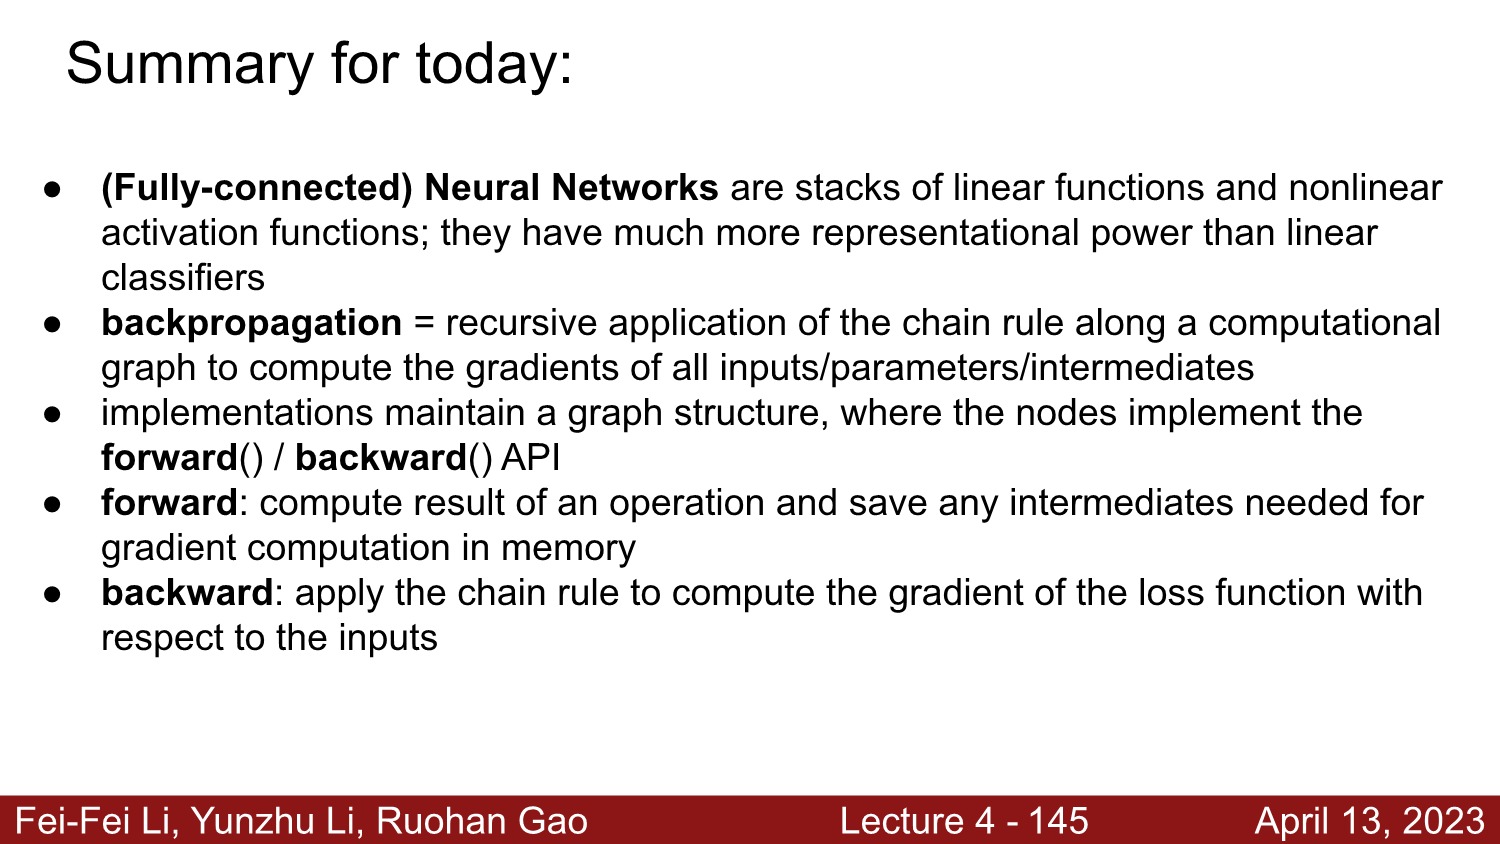 Summary for today:
● (Fully-connected) Neural Networks are stacks of linear functions and nonlinear
activation functions; they have much more representational power than linear
classifiers
● backpropagation = recursive application of the chain rule along a computational
graph to compute the gradients of all inputs/parameters/intermediates
● implementations maintain a graph structure, where the nodes implement the
forward() / backward() API
● forward: compute result of an operation and save any intermediates needed for
gradient computation in memory
● backward: apply the chain rule to compute the gradient of the loss function with
respect to the inputs
Fei-Fei Li, Yunzhu Li, Ruohan Gao Lecture 4 - 145 April 13, 2023